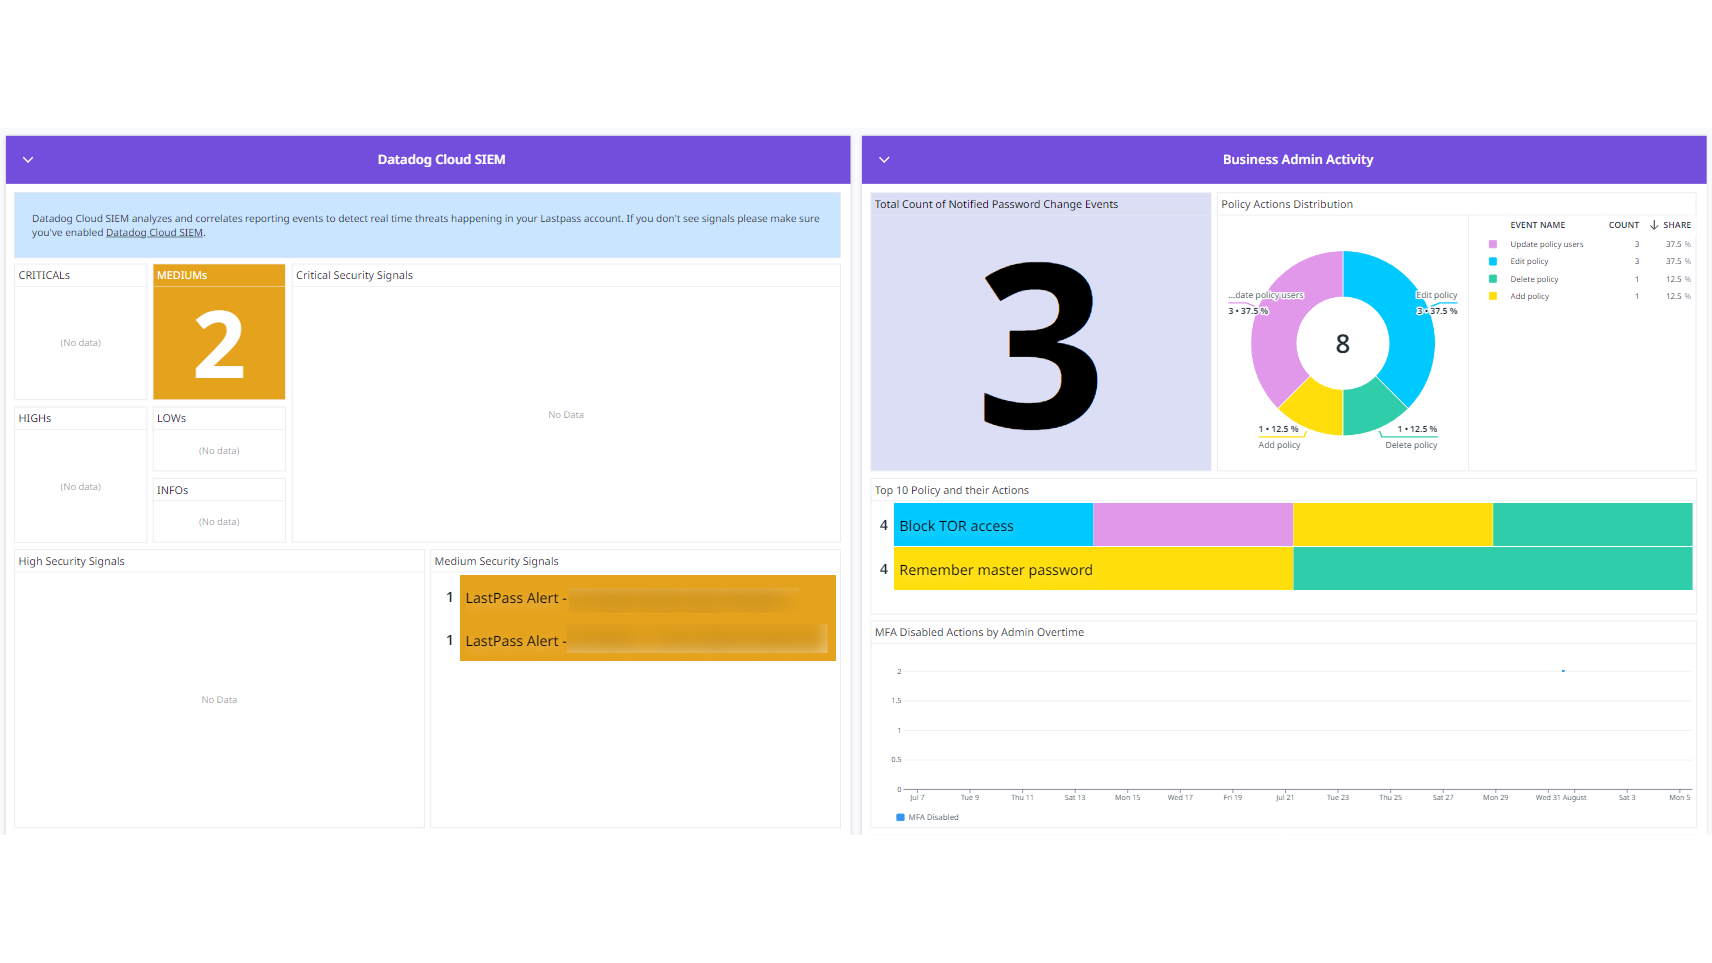 Datadog Cloud SIEM
Datadog Cloud SIEM analyzes and correlates reporting events to detect real time threats happening in your Lastpass account. If you don't see signals please make sure
you've enabled Datadog Cloud SIEM.
CRITICALs
(No data)
MEDIUMs
2
Critical Security Signals
No Data
HIGHs
(No data)
LOWs
(No data)
INFOs
(No data)
High Security Signals
No Data
Medium Security Signals
1 LastPass Alert -
1 LastPass Alert -
Business Admin Activity
Total Count of Notified Password Change Events
3
Policy Actions Distribution
...date policy users
3 • 37.5 %
Edit policy
3 • 37.5 %
8
1 • 12.5 %
Add policy
1 • 12.5 %
Delete policy
EVENT NAME COUNT ↓ SHARE
Update policy users 3 37.5 %
Edit policy 3 37.5 %
Delete policy 1 12.5 %
Add policy 1 12.5 %
Top 10 Policy and their Actions
4 Block TOR access
4 Remember master password
MFA Disabled Actions by Admin Overtime
2
1.5
1
0.5
0
Jul 7 Tue 9 Thu 11 Sat 13 Mon 15 Wed 17 Fri 19 Jul 21 Tue 23 Thu 25 Sat 27 Mon 29 Wed 31 August Sat 3 Mon 5
MFA Disabled